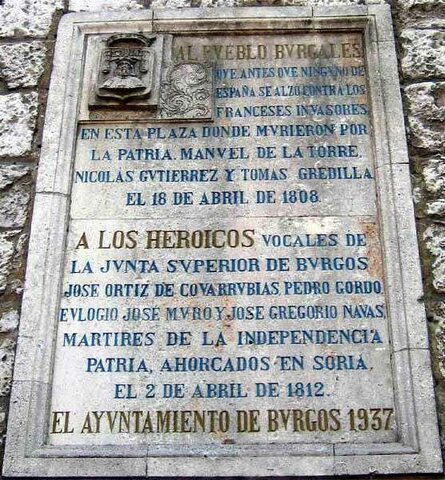 AL PVEBLO BVRGALES
QVE ANTES QVE NINGVNO DE
ESPAÑA SE ALZO CONTRA LOS
FRANCESES INVASORES,
EN ESTA PLAZA DONDE MVRIERON POR
LA PATRIA. MANVEL DE LA TORRE,
NICOLAS GVTIERREZ Y TOMAS GREDILLA
EL 18 DE ABRIL DE 1808.
A LOS HEROICOS VOCALES DE
LA JVNTA SVPERIOR DE BVRGOS
JOSE ORTIZ DE COVARRVBIAS PEDRO GORDO,
EVLOGIO JOSE MVRO Y JOSE GREGORIO NAVAS,
MARTIRES DE LA INDEPENDENCIA
PATRIA, AHORCADOS EN SORIA,
EL 2 DE ABRIL DE 1812.
EL AYVNTAMIENTO DE BVRGOS 1937